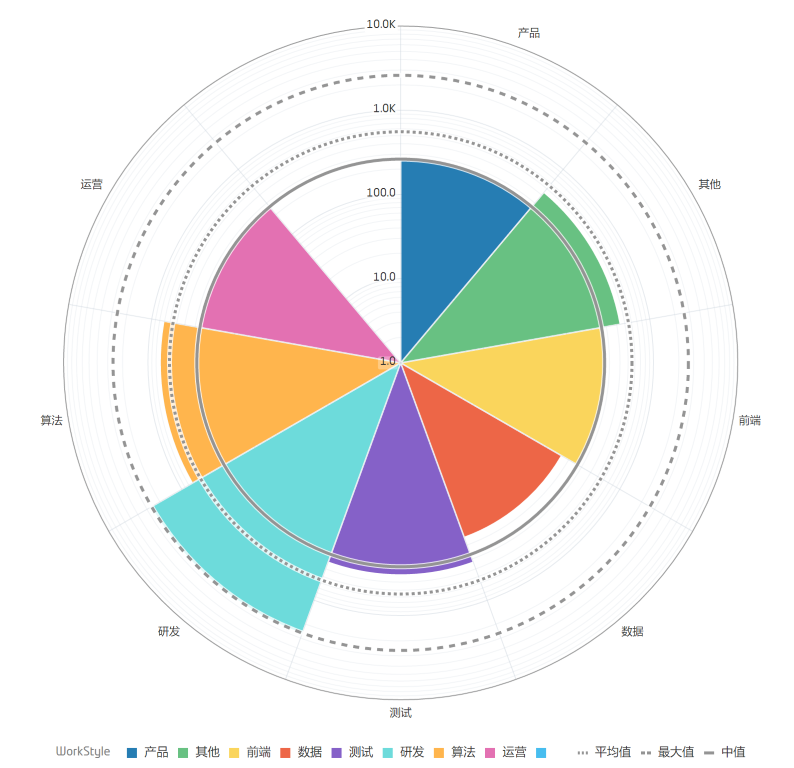 10.0K
产品
1.0K
运营
其他
100.0
10.0
1.0
算法
前端
研发
数据
测试
WorkStyle 产品 其他 前端 数据 测试 研发 算法 运营 平均值 最大值 中值